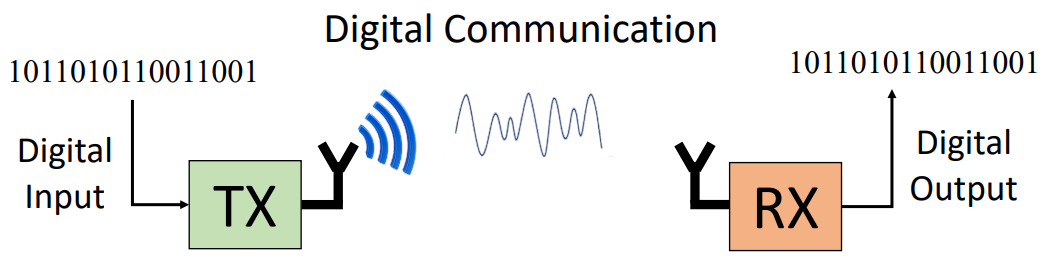 Digital Communication
1011010110011001
1011010110011001
Digital
Input
TX
RX
Digital
Output